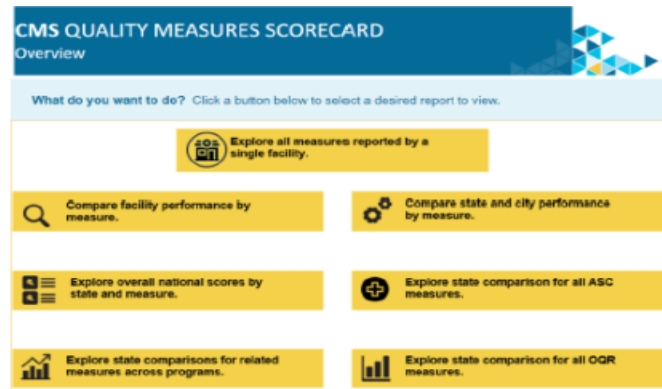 CMS QUALITY MEASURES SCORECARD
Overview
What do you want to do? Click a button below to select a desired report to view.
Explore all measures reported by a
single facility.
Compare facility performance by
measure.
Compare state and city performance
by measure.
Explore overall national scores by
state and measure.
Explore state comparison for all ASC
measures.
Explore state comparisons for related
measures across programs.
Explore state comparison for all OQR
measures.